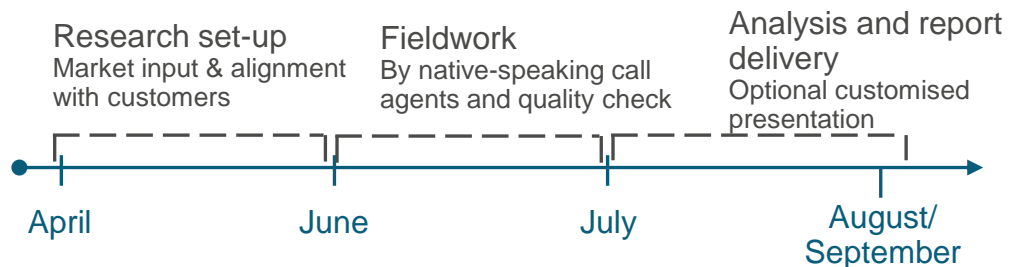 Research set-up
Market input & alignment
with customers
Fieldwork
By native-speaking call
agents and quality check
Analysis and report
delivery
Optional customised
presentation
April
June
July
August/
September